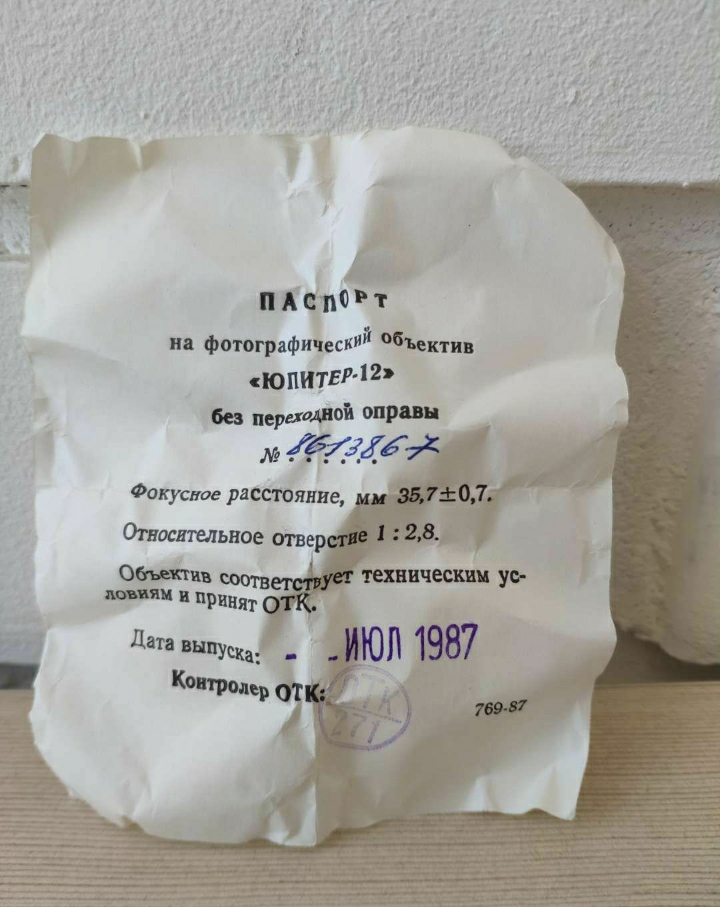 ПАСПОРТ
на фотографический объектив
«ЮПИТЕР-12»
без переходной оправы
№ 8613867
Фокусное расстояние, мм 35,7±0,7.
Относительное отверстие 1 : 2,8.
Объектив соответствует техническим ус-
ловиям и принят ОТК.
Дата выпуска: - - ИЮЛ 1987
Контролер ОТК: ОТК
271
769-87